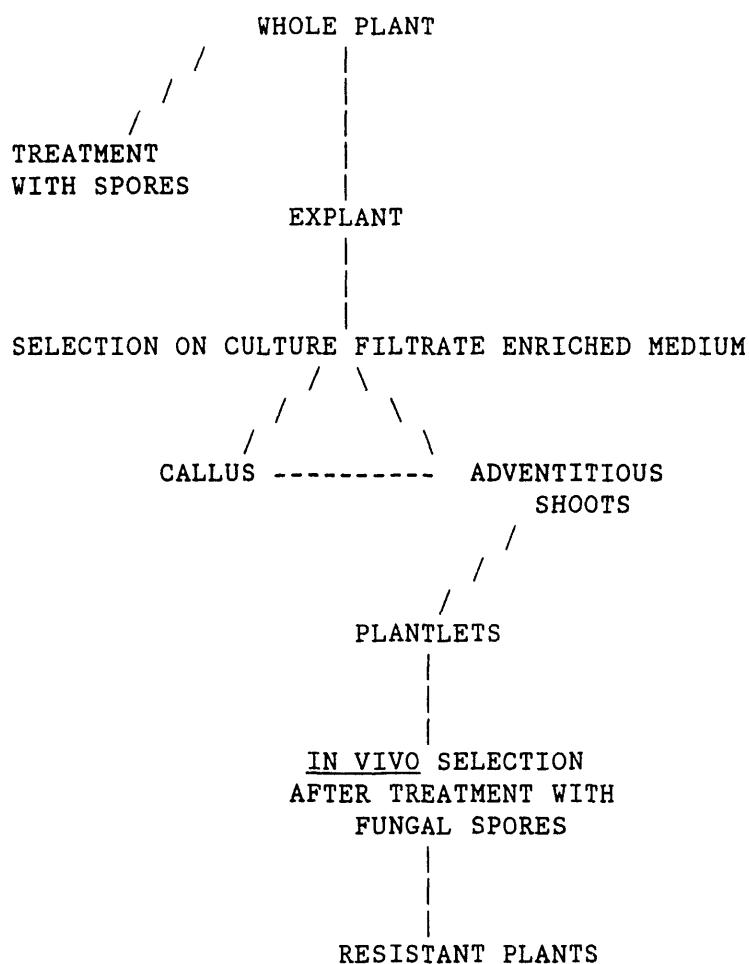 WHOLE PLANT
TREATMENT
WITH SPORES
EXPLANT
SELECTION ON CULTURE FILTRATE ENRICHED MEDIUM
CALLUS ---------- ADVENTITIOUS
SHOOTS
PLANTLETS
IN VIVO SELECTION
AFTER TREATMENT WITH
FUNGAL SPORES
RESISTANT PLANTS